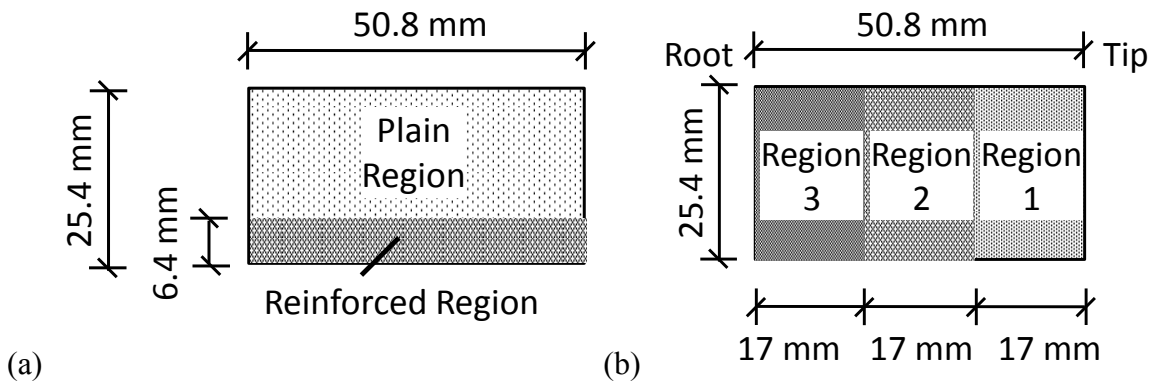 50.8 mm
25.4 mm
6.4 mm
Plain
Region
Reinforced Region
(a)
50.8 mm
Root
Tip
25.4 mm
Region
3
Region
2
Region
1
17 mm
17 mm
17 mm
(b)